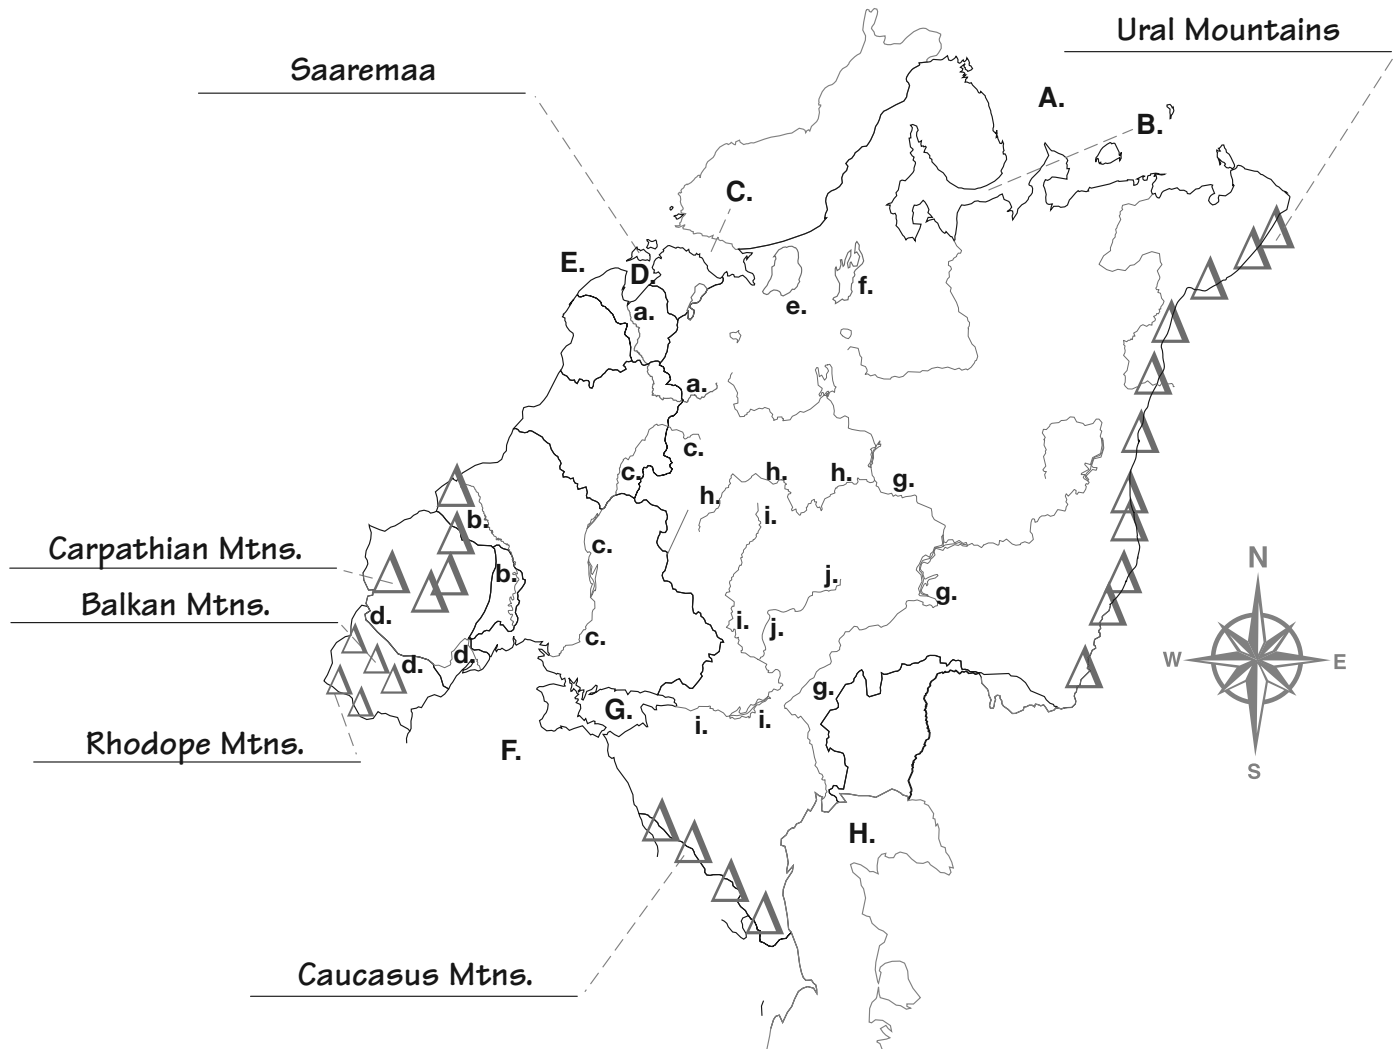 Ural Mountains
Saaremaa
A.
B.
C.
E.
D.
a.
e.
f.
a.
c.
c.
h.
h.
h.
g.
b.
i.
c.
Carpathian Mtns.
b.
j.
g.
N
Balkan Mtns.
d.
i.
j.
c.
d.
d.
W
E
g.
G.
i.
i.
Rhodope Mtns.
F.
S
H.
Caucasus Mtns.